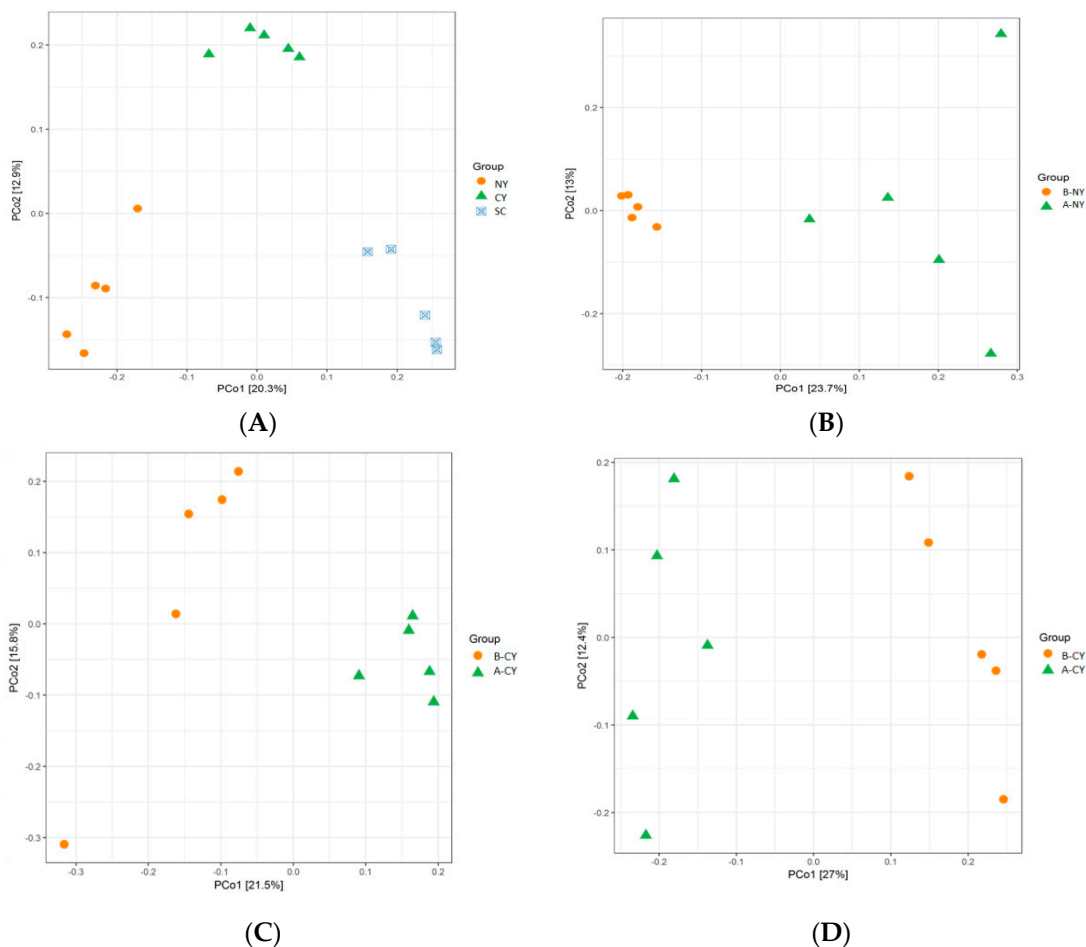 0.2
0.1
0.0
-0.1
PCo2 [12.9%]
-0.2 -0.1 0.0 0.1 0.2
PCo1 [20.3%]
Group
NY
CY
SC
(A)
0.2
0.0
-0.2
PCo2 [13%]
-0.2 -0.1 0.0 0.1 0.2 0.3
PCo1 [23.7%]
Group
B-NY
A-NY
(B)
0.2
0.1
0.0
-0.1
-0.2
-0.3
PCo2 [15.8%]
-0.3 -0.2 -0.1 0.0 0.1 0.2
PCo1 [21.5%]
Group
B-CY
A-CY
(C)
0.2
0.1
0.0
-0.1
-0.2
PCo2 [12.4%]
-0.2 -0.1 0.0 0.1 0.2
PCo1 [27%]
Group
B-CY
A-CY
(D)